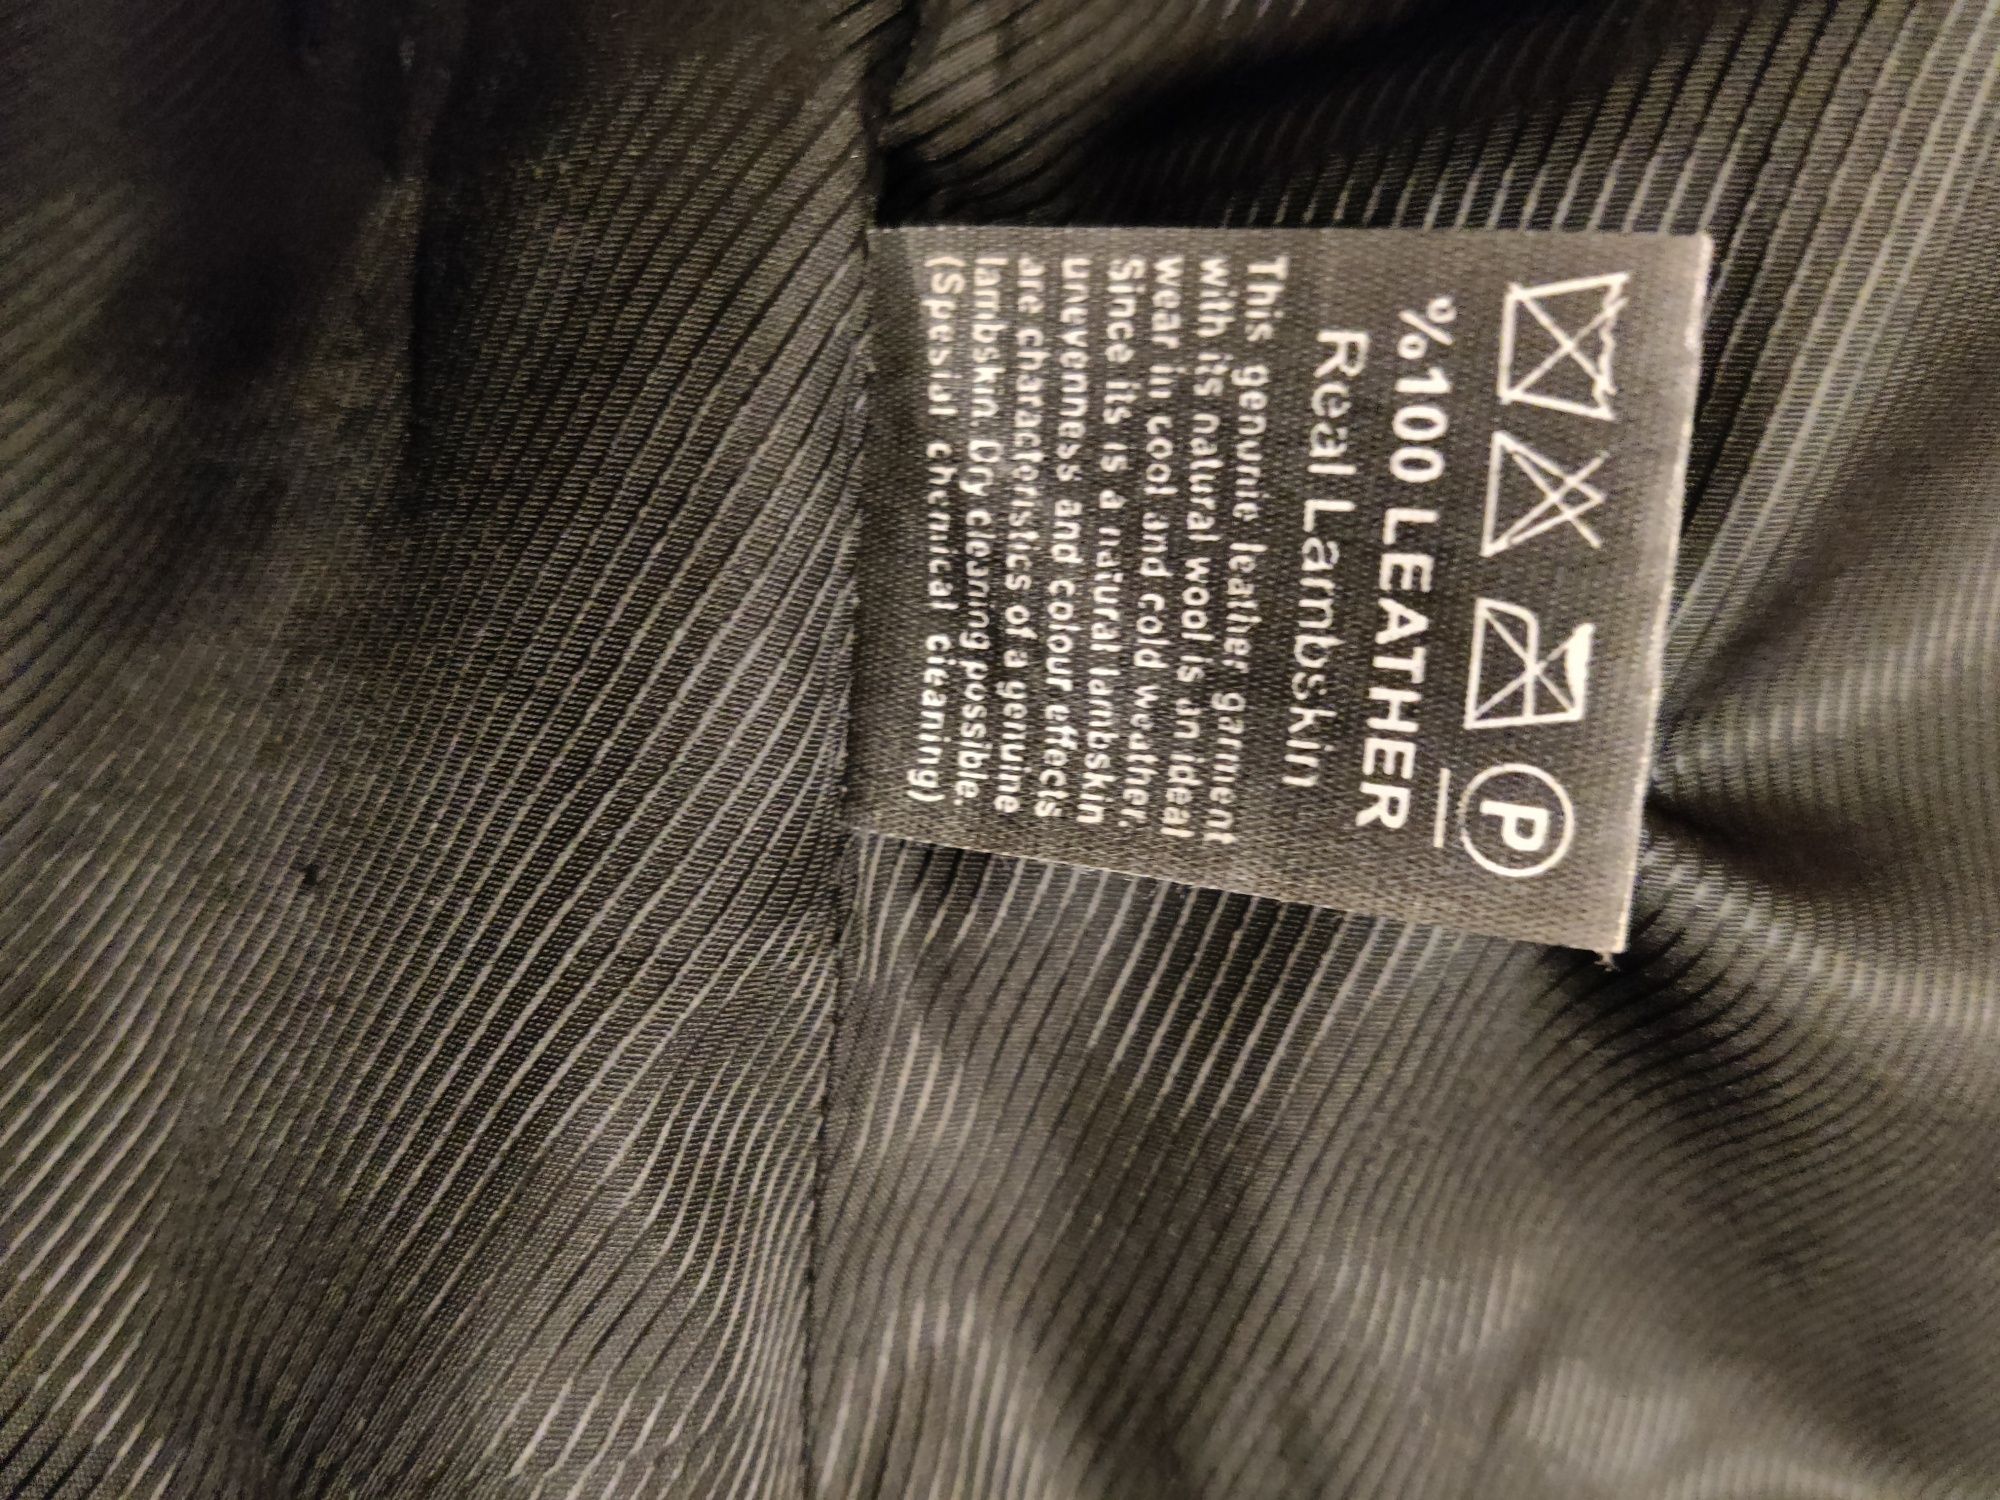 P
%100 LEATHER
Real Lambskin
This genunie leather garment
with its natural wool is an ideal
wear in cool and cold weather.
Since its is a natural lambskin
unevenness and colour effects
are characteristics of a genuine
lambskin. Dry cleaning possible.
(Spesial chemical cleaning)